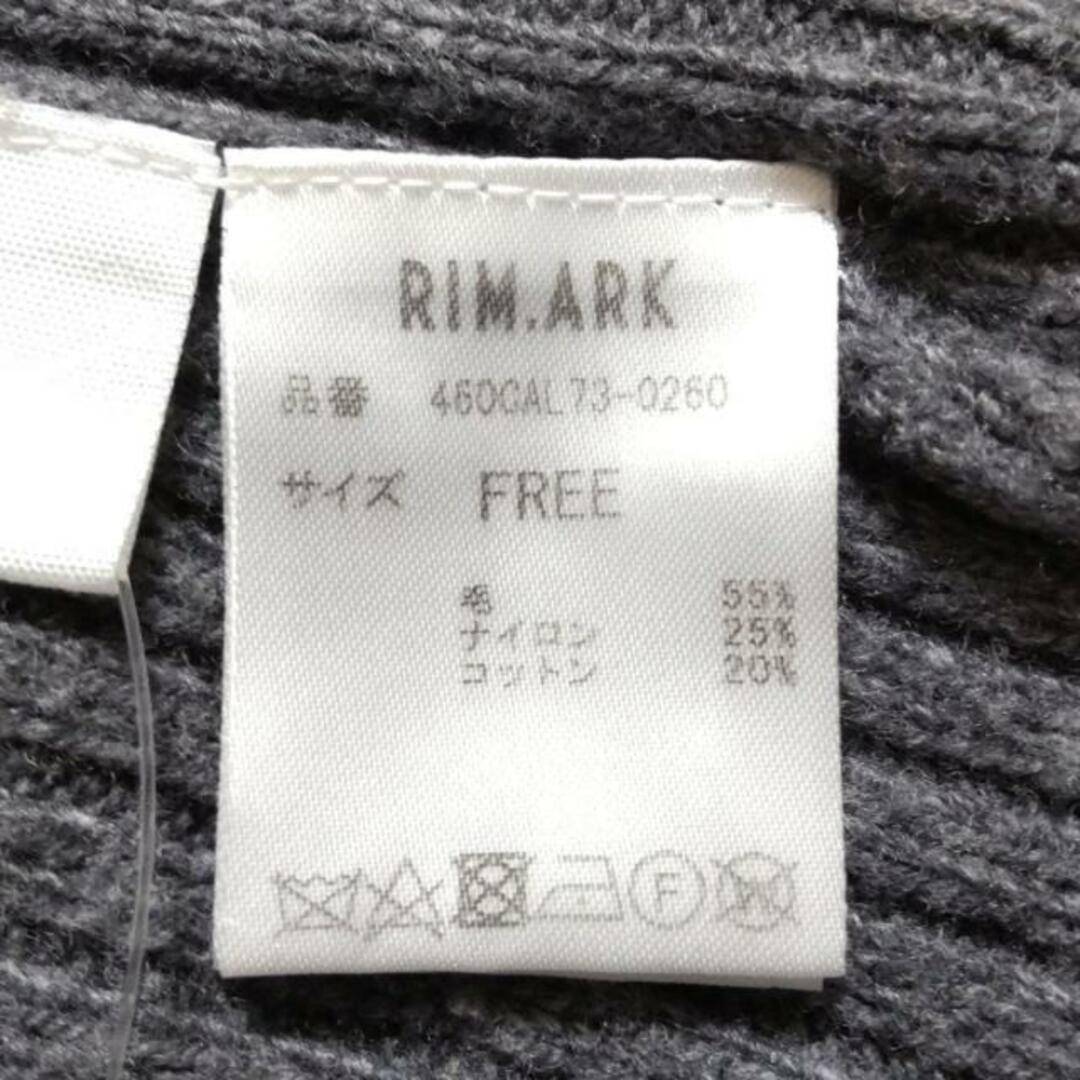 RIM.ARK
品番 460CAL73-0260
サイズ FREE
毛 55%
ナイロン 25%
コットン 20%
F
W